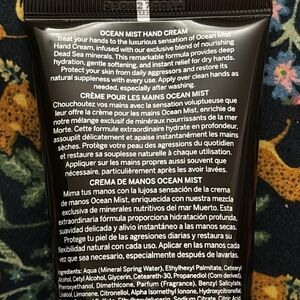 OCEAN MIST HAND CREAM
Treat your hands to the luxurious sensation of Ocean Mist
Hand Cream, infused with our exclusive blend of nourishing
Dead Sea minerals. This remarkable formula provides deep
hydration, gentle softening, and instant relief for dry hands.
Protect your skin from daily aggressors and restore its
natural suppleness with every use. Apply over clean hands as
needed, especially after washing.
CRÈME POUR LES MAINS OCEAN MIST
Chouchoutez vos mains avec la sensation voluptueuse que
leur offre la crème pour les mains Ocean Mist, enrichie de
notre mélange exclusif de minéraux nourrissants de la mer
Morte. Cette formule extraordinaire hydrate en profondeur,
assouplit délicatement et apaise instantanément les mains
sèches. Protège votre peau des agressions du quotidien
et restaure sa souplesse naturelle à chaque utilisation.
Appliquer sur les mains propres aussi souvent que
nécessaire, particulièrement après les avoir lavées.
CREMA DE MANOS OCEAN MIST
Mima tus manos con la lujosa sensación de la crema
de manos Ocean Mist, enriquecida con nuestra mezcla
exclusiva de minerales nutritivos del mar Muerto. Esta
extraordinaria fórmula proporciona hidratación profunda,
suavidad delicada y alivio instantáneo a las manos secas.
Protege tu piel de las agresiones diarias y restaura su
flexibilidad natural con cada uso. Aplicar en las manos cada
vez que sea necesario, especialmente después de lavarlas.
Ingredients: Aqua (Mineral Spring Water), Ethylhexyl Palmitate, Cetearyl
Alcohol, Cetyl Alcohol, Glycerin, Ceteareth-30, Propanediol (Corn derived),
Phenoxyethanol, Dimethicone, Parfum (Fragrance), Benzyl Salicylate,
Linalool, Limonene, Citronellol, Alpha Isomethyl Ionone, Hydroxycitronellal,
Ethylhexylglycerin, Sodium Citrate, Citric Acid